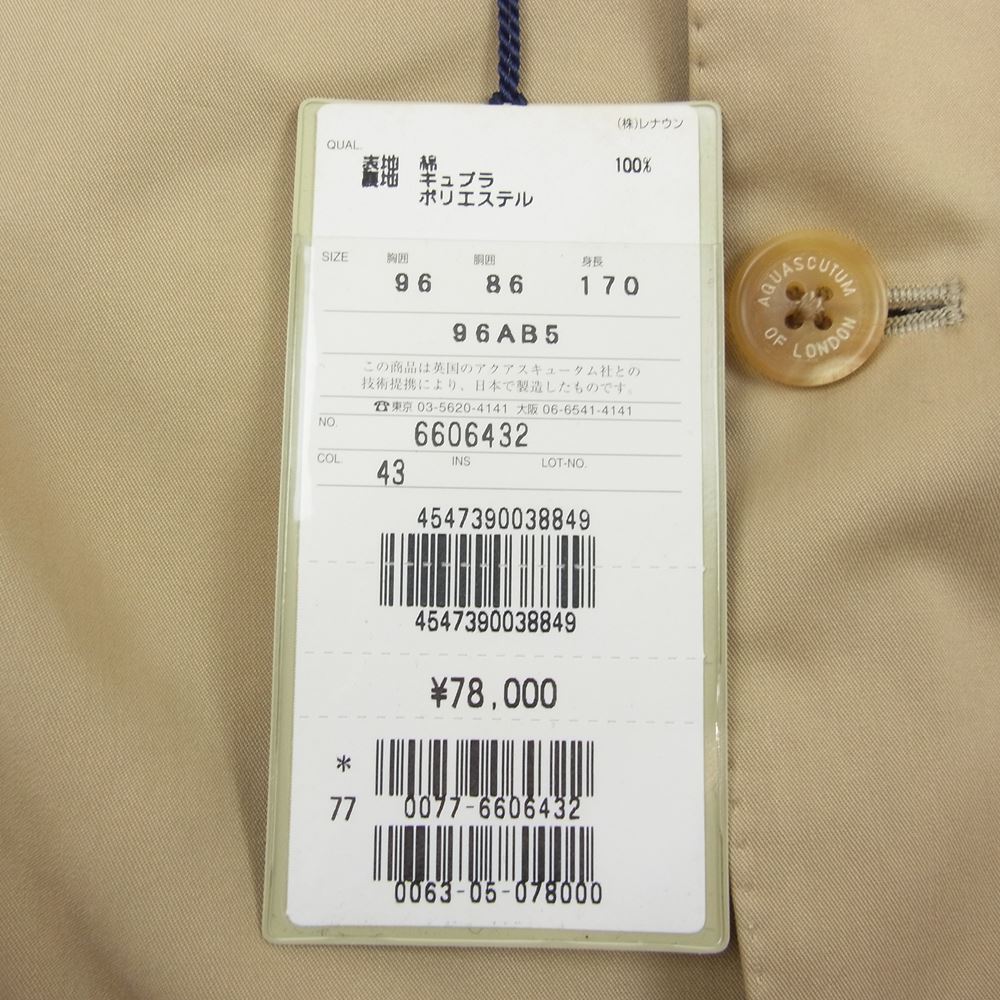 (株)レナウン
QUAL.
表地 綿 100%
裏地 キュプラ
ポリエステル
SIZE 胸囲 胴囲 身長
96 86 170
96AB5
この商品は英国のアクアスキュータム社との
技術提携により、日本で製造したものです。
☎東京 03-5620-4141 大阪 06-6541-4141
NO. 6606432
COL. 43 INS LOT-NO.
4547390038849
4547390038849
¥78,000
*
77 0077-6606432
0063-05-078000
AQUASCUTUM
OF LONDON